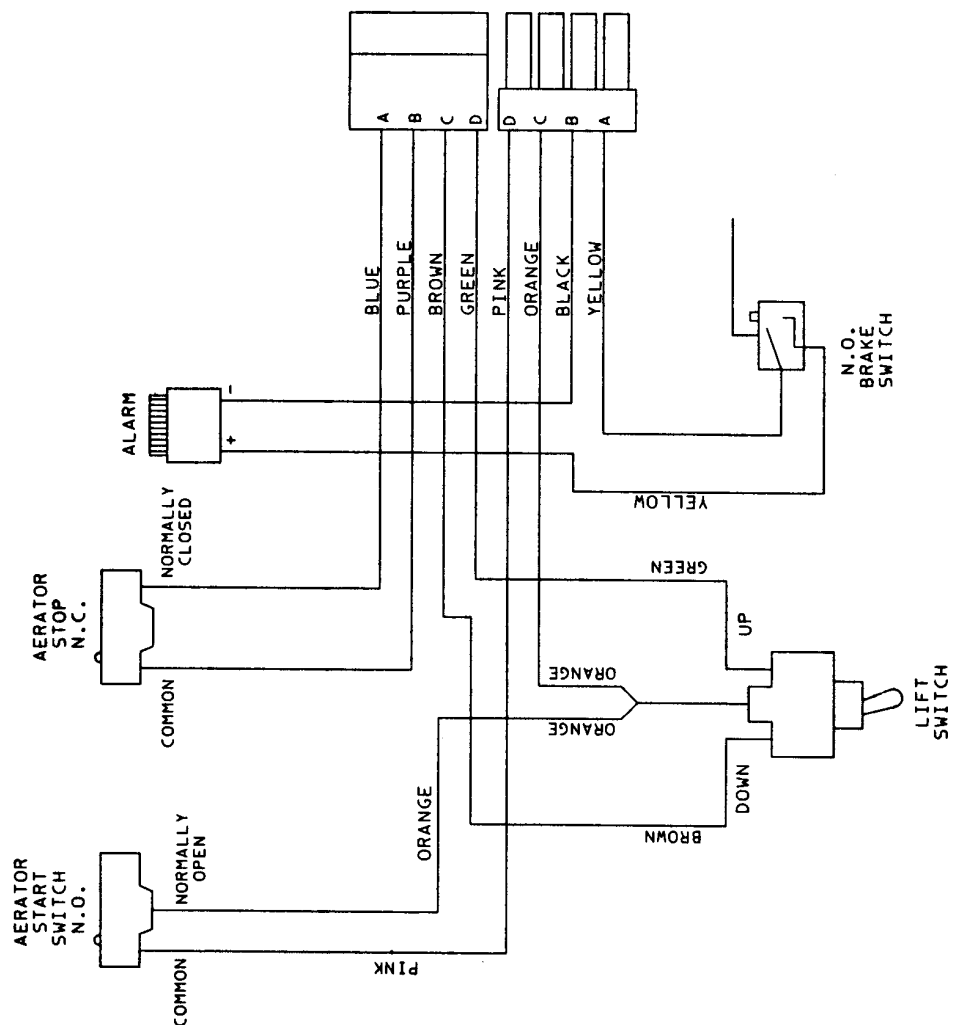 A
B
C
D
D
C
B
A
BLUE
PURPLE
BROWN
GREEN
PINK
ORANGE
BLACK
YELLOW
ALARM
-
+
N.O.
BRAKE
SWITCH
YELLOW
AERATOR
STOP
N.C.
NORMALLY
CLOSED
COMMON
GREEN
UP
ORANGE
ORANGE
LIFT
SWITCH
DOWN
BROWN
ORANGE
AERATOR
START
SWITCH
N.O.
NORMALLY
OPEN
COMMON
PINK